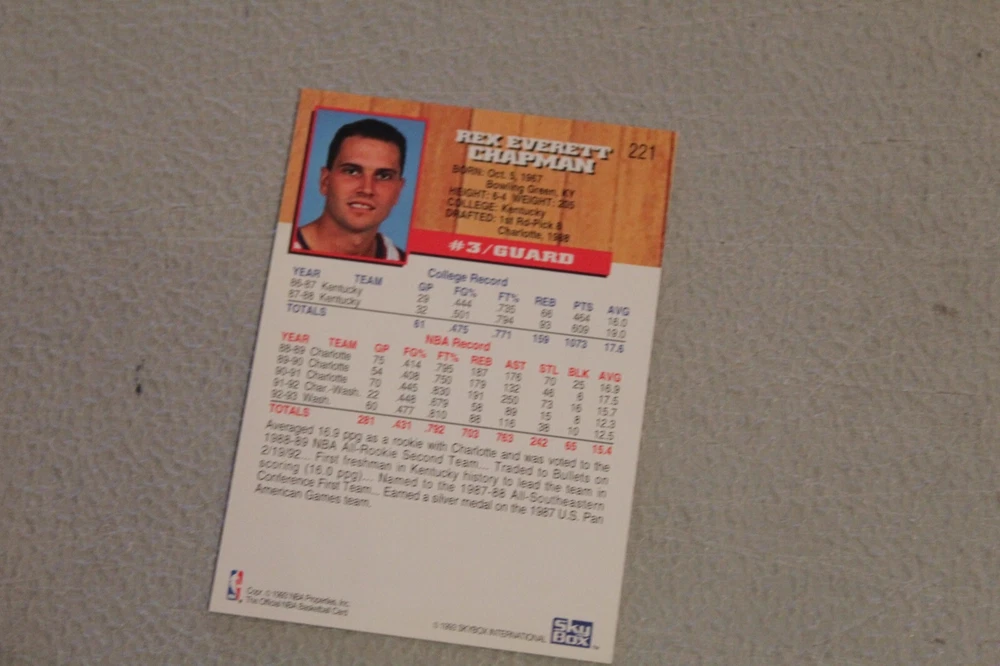 REX EVERETT
CHAPMAN
221
BORN: Oct. 5, 1967
Bowling Green, KY
HEIGHT: 6-4 WEIGHT: 205
COLLEGE: Kentucky
DRAFTED: 1st Rd-Pick 8
Charlotte, 1988
#3/GUARD
College Record
YEAR TEAM GP FG% FT% REB PTS AVG
86-87 Kentucky 29 .444 .735 66 464 16.0
87-88 Kentucky 32 .501 .794 93 609 19.0
TOTALS 61 .475 .771 159 1073 17.6
NBA Record
YEAR TEAM GP FG% FT% REB AST STL BLK AVG
88-89 Charlotte 75 .414 .795 187 176 70 25 16.9
89-90 Charlotte 54 .408 .750 179 132 46 6 17.5
90-91 Charlotte 70 .445 .830 191 250 73 16 15.7
91-92 Char.-Wash. 22 .448 .679 58 89 15 8 12.3
92-93 Wash. 60 .477 .810 88 116 38 10 12.5
TOTALS 281 .431 .792 703 763 242 65 15.4
Averaged 16.9 ppg as a rookie with Charlotte and was voted to the
1988-89 NBA All-Rookie Second Team... Traded to Bullets on
2/19/92... First freshman in Kentucky history to lead the team in
scoring (16.0 ppg)... Named to the 1987-88 All-Southeastern
Conference First Team... Earned a silver medal on the 1987 U.S. Pan
American Games team.
Copr. © 1993 NBA Properties, Inc.
The Official NBA Basketball Card
© 1993 SKYBOX INTERNATIONAL
SkyBox
TM